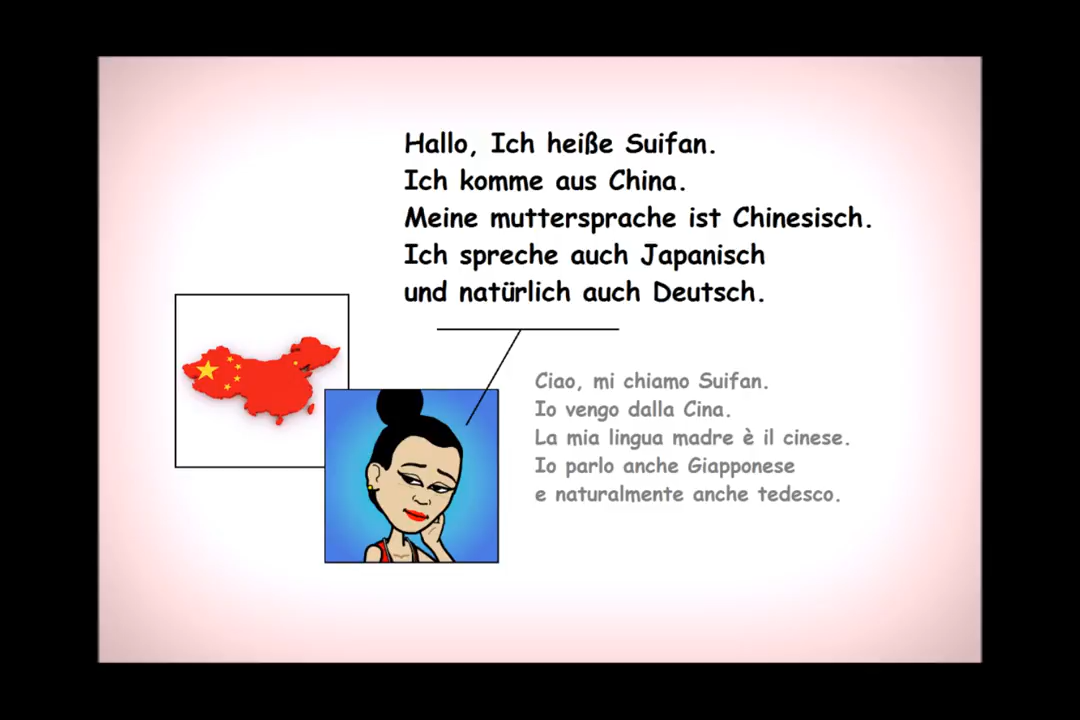 Hallo, Ich heiße Suifan.
Ich komme aus China.
Meine muttersprache ist Chinesisch.
Ich spreche auch Japanisch
und natürlich auch Deutsch.
Ciao, mi chiamo Suifan.
Io vengo dalla Cina.
La mia lingua madre è il cinese.
Io parlo anche Giapponese
e naturalmente anche tedesco.